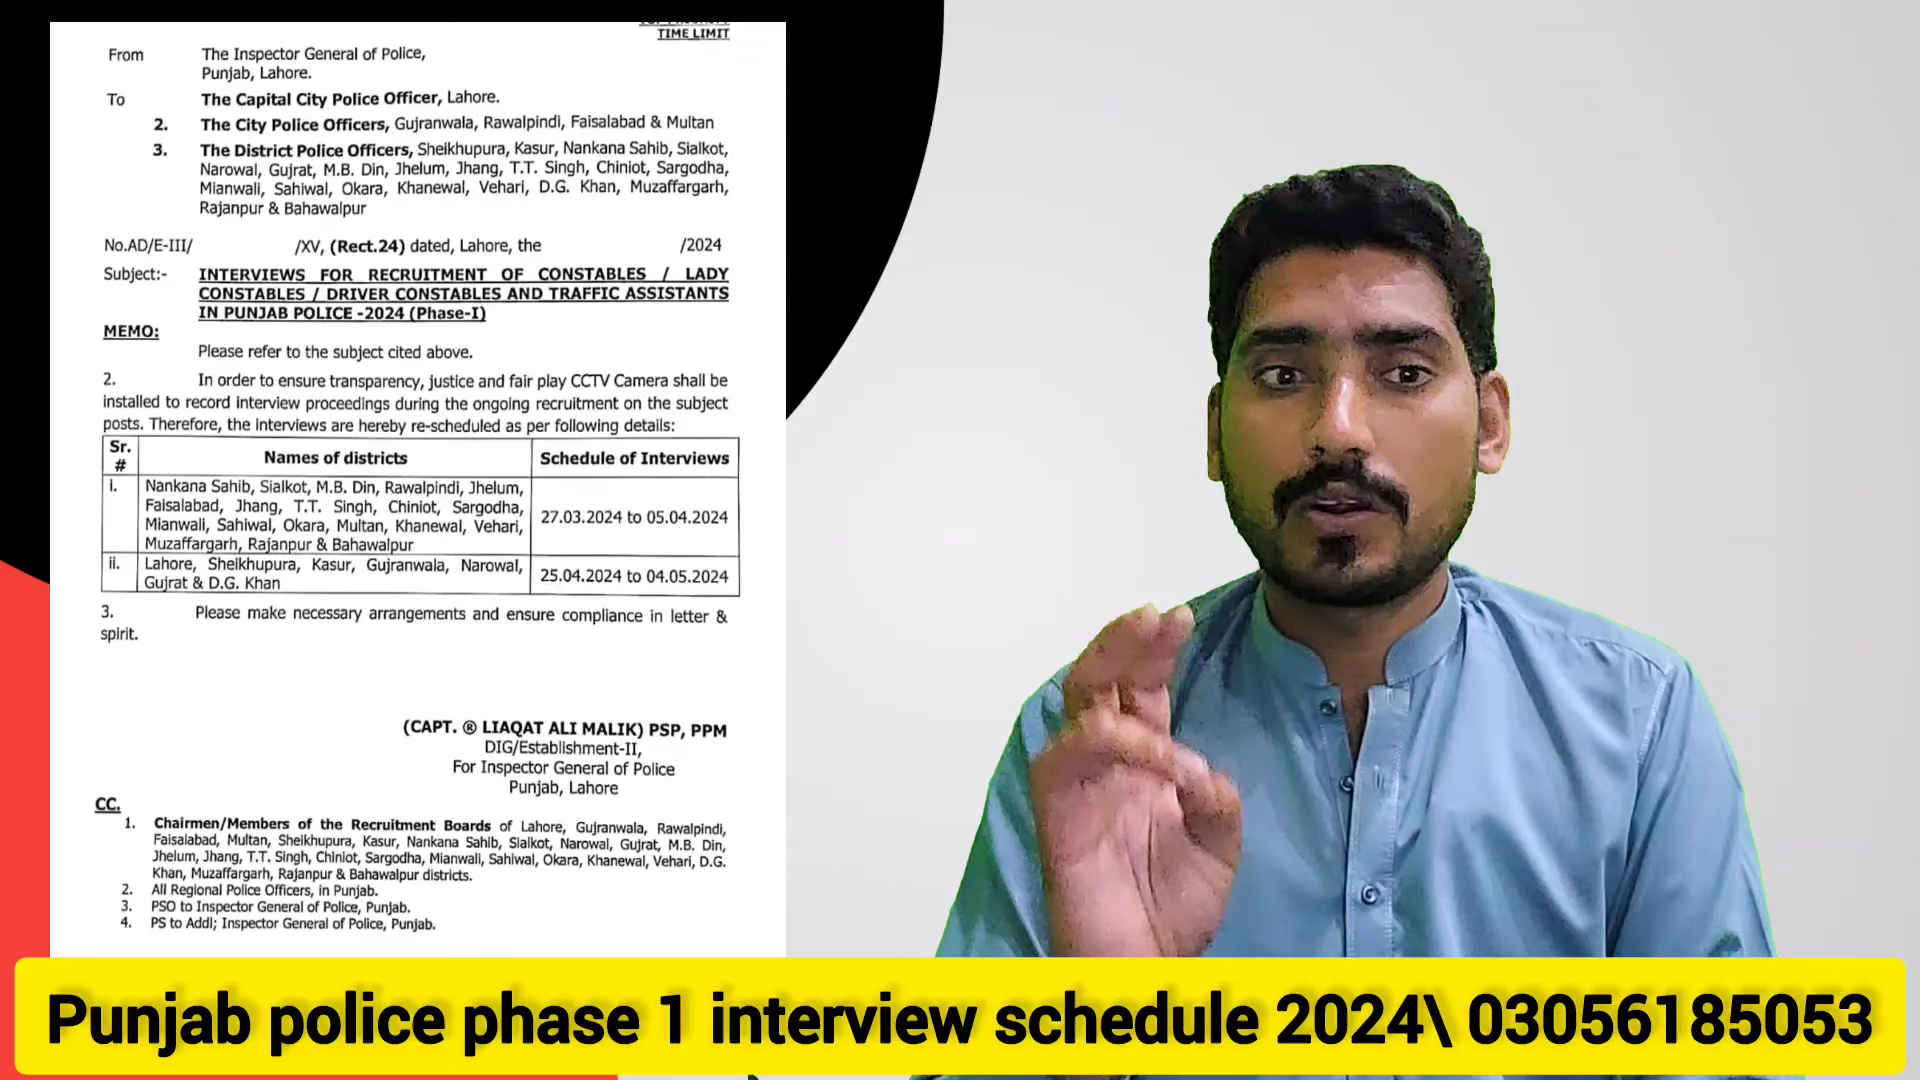 TIME LIMIT
From The Inspector General of Police,
Punjab, Lahore.
To The Capital City Police Officer, Lahore.
2. The City Police Officers, Gujranwala, Rawalpindi, Faisalabad & Multan
3. The District Police Officers, Sheikhupura, Kasur, Nankana Sahib, Sialkot,
Narowal, Gujrat, M.B. Din, Jhelum, Jhang, T.T. Singh, Chiniot, Sargodha,
Mianwali, Sahiwal, Okara, Khanewal, Vehari, D.G. Khan, Muzaffargarh,
Rajanpur & Bahawalpur
No.AD/E-III/ /XV, (Rect.24) dated, Lahore, the /2024
Subject:- INTERVIEWS FOR RECRUITMENT OF CONSTABLES / LADY
CONSTABLES / DRIVER CONSTABLES AND TRAFFIC ASSISTANTS
IN PUNJAB POLICE -2024 (Phase-I)
MEMO:
Please refer to the subject cited above.
2. In order to ensure transparency, justice and fair play CCTV Camera shall be
installed to record interview proceedings during the ongoing recruitment on the subject
posts. Therefore, the interviews are hereby re-scheduled as per following details:
Sr. # Names of districts Schedule of Interviews
i. Nankana Sahib, Sialkot, M.B. Din, Rawalpindi, Jhelum,
Faisalabad, Jhang, T.T. Singh, Chiniot, Sargodha,
Mianwali, Sahiwal, Okara, Multan, Khanewal, Vehari,
Muzaffargarh, Rajanpur & Bahawalpur
27.03.2024 to 05.04.2024
ii. Lahore, Sheikhupura, Kasur, Gujranwala, Narowal,
Gujrat & D.G. Khan
25.04.2024 to 04.05.2024
3. Please make necessary arrangements and ensure compliance in letter &
spirit.
(CAPT. ® LIAQAT ALI MALIK) PSP, PPM
DIG/Establishment-II,
For Inspector General of Police
Punjab, Lahore
CC.
1. Chairmen/Members of the Recruitment Boards of Lahore, Gujranwala, Rawalpindi,
Faisalabad, Multan, Sheikhupura, Kasur, Nankana Sahib, Sialkot, Narowal, Gujrat, M.B. Din,
Jhelum, Jhang, T.T. Singh, Chiniot, Sargodha, Mianwali, Sahiwal, Okara, Khanewal, Vehari, D.G.
Khan, Muzaffargarh, Rajanpur & Bahawalpur districts.
2. All Regional Police Officers, in Punjab.
3. PSO to Inspector General of Police, Punjab.
4. PS to Addl; Inspector General of Police, Punjab.
Punjab police phase 1 interview schedule 2024\ 03056185053